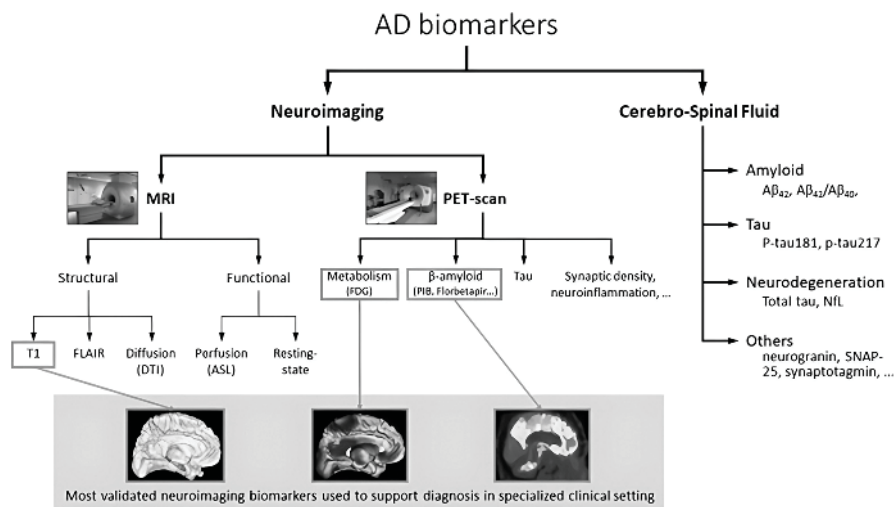 AD biomarkers
Neuroimaging
Cerebro-Spinal Fluid
MRI
PET-scan
Amyloid
Aβ₄₂, Aβ₄₂/Aβ₄₀,
Tau
P-tau181, p-tau217
Neurodegeneration
Total tau, NfL
Others
neurogranin, SNAP-
25, synaptotagmin, ...
Structural
Functional
Metabolism
(FDG)
β-amyloid
(PIB, Florbetapir...)
Tau
Synaptic density,
neuroinflammation, ...
T1
FLAIR
Diffusion
(DTI)
Perfusion
(ASL)
Resting-
state
Most validated neuroimaging biomarkers used to support diagnosis in specialized clinical setting